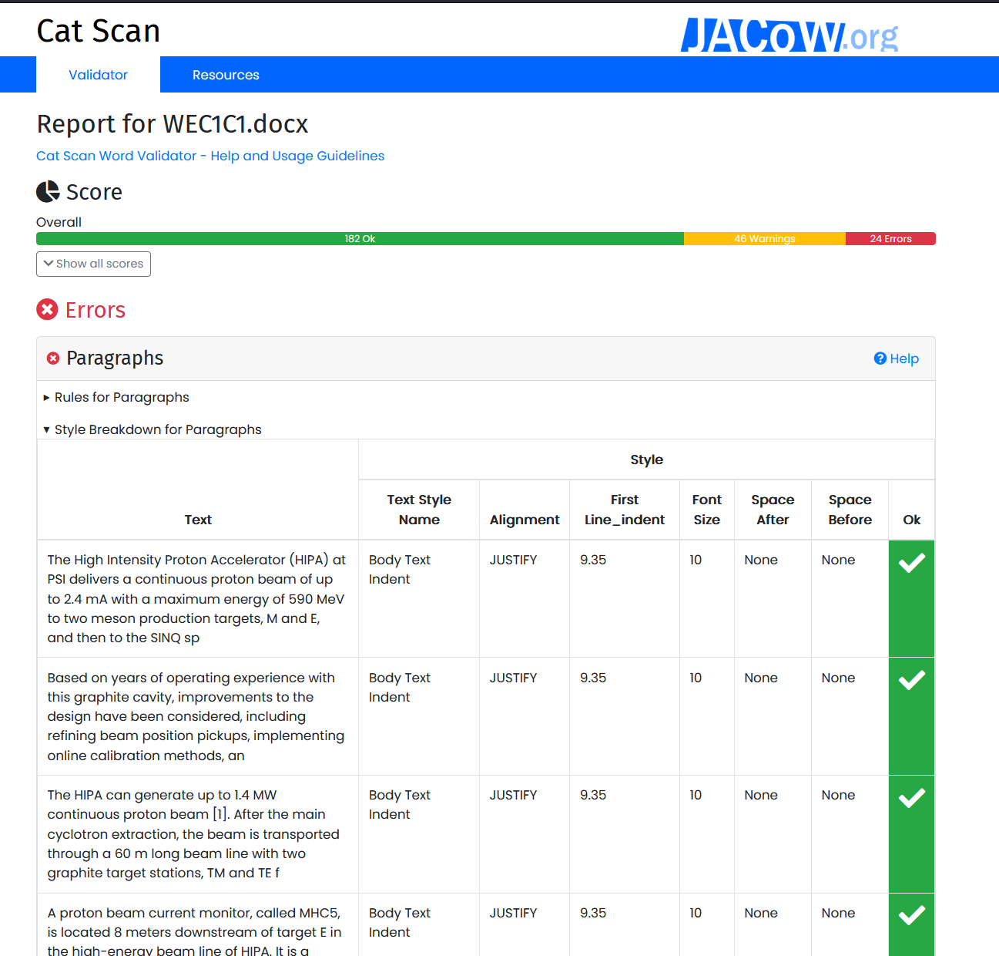 Cat Scan
JACoW.org
Validator
Resources
Report for WEC1C1.docx
Cat Scan Word Validator - Help and Usage Guidelines
Score
Overall
182 Ok
46 Warnings
24 Errors
Show all scores
Errors
Paragraphs
Help
Rules for Paragraphs
Style Breakdown for Paragraphs
Style
Text
Text Style
Name
Alignment
First
Line_indent
Font
Size
Space
After
Space
Before
Ok
The High Intensity Proton Accelerator (HIPA) at
PSI delivers a continuous proton beam of up
to 2.4 mA with a maximum energy of 590 MeV
to two meson production targets, M and E,
and then to the SINQ sp
Body Text
Indent
JUSTIFY
9.35
10
None
None
Based on years of operating experience with
this graphite cavity, improvements to the
design have been considered, including
refining beam position pickups, implementing
online calibration methods, an
Body Text
Indent
JUSTIFY
9.35
10
None
None
The HIPA can generate up to 1.4 MW
continuous proton beam [1]. After the main
cyclotron extraction, the beam is transported
through a 60 m long beam line with two
graphite target stations, TM and TE f
Body Text
Indent
JUSTIFY
9.35
10
None
None
A proton beam current monitor, called MHC5,
is located 8 meters downstream of target E in
the high-energy beam line of HIPA. It is a
Body Text
Indent
JUSTIFY
9.35
10
None
None